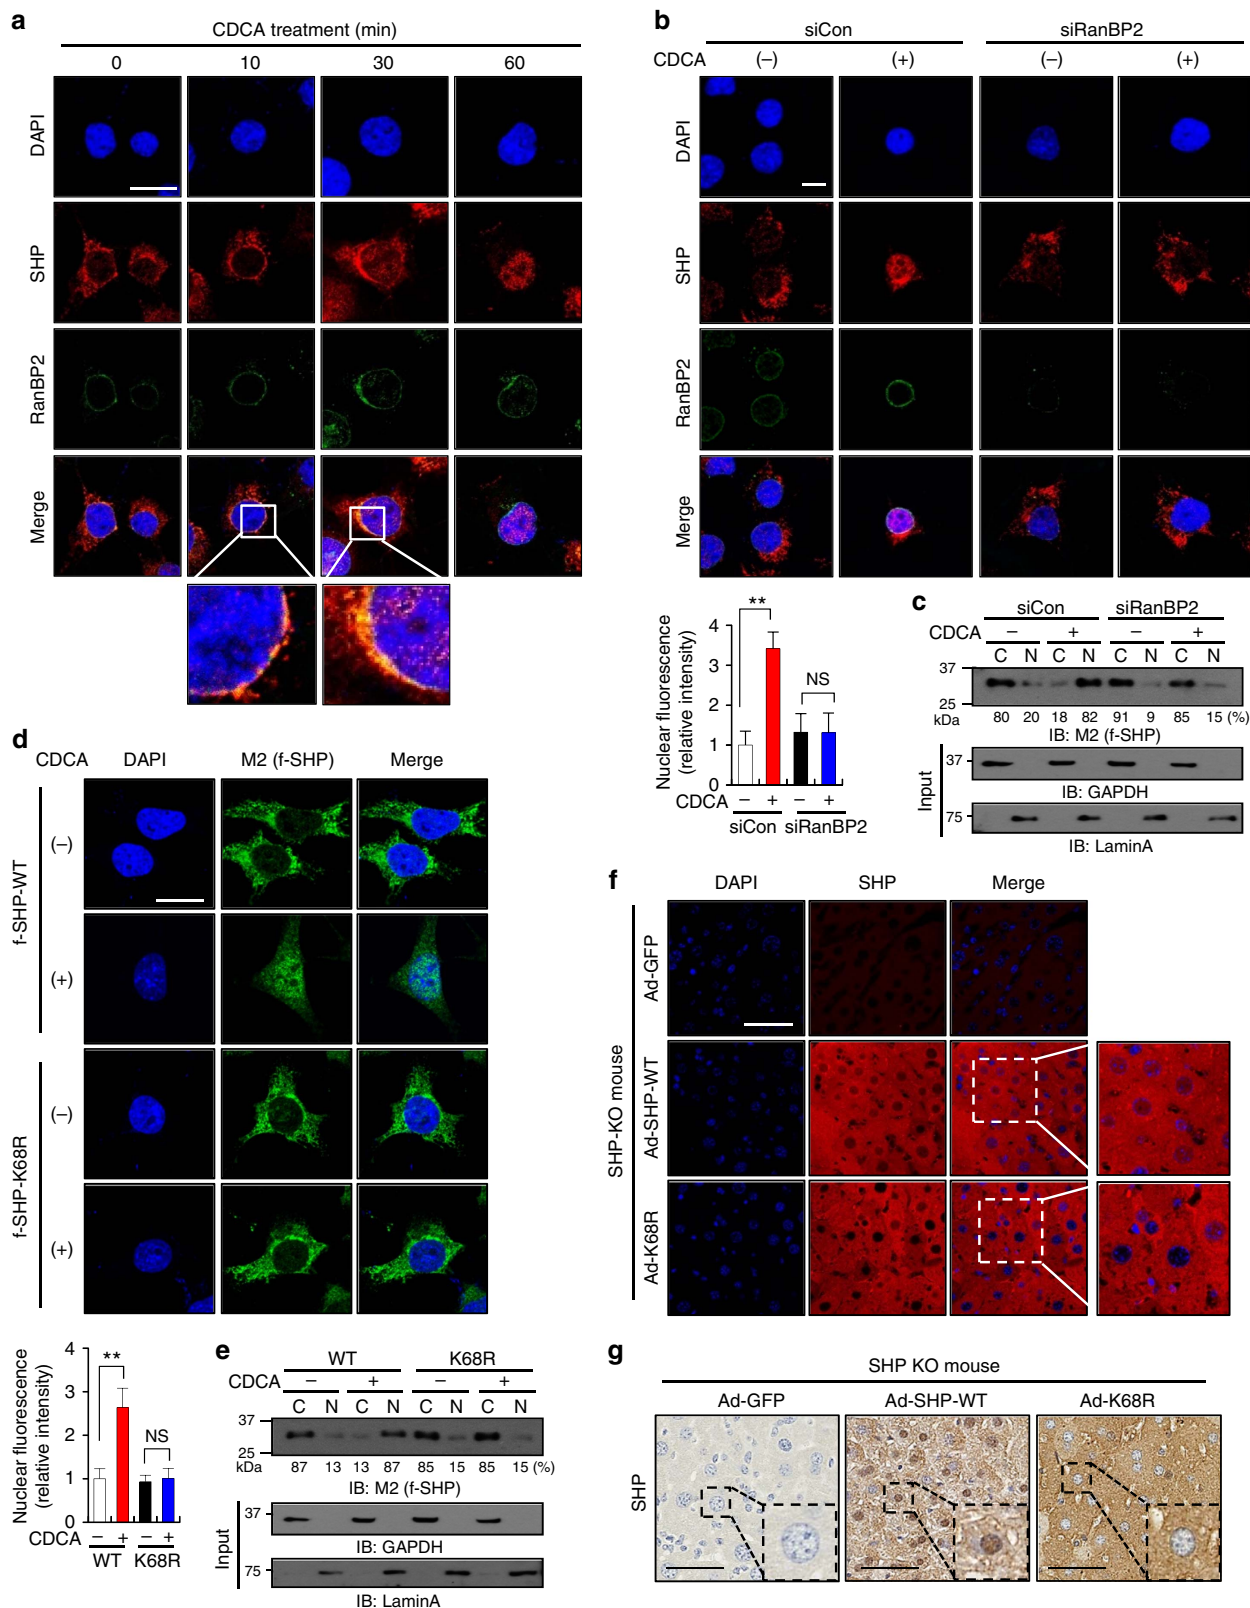 a
CDCA treatment (min)
0 10 30 60
DAPI
SHP
RanBP2
Merge
b
siCon siRanBP2
CDCA (–) (+) (–) (+)
DAPI
SHP
RanBP2
Merge
Nuclear fluorescence
(relative intensity)
4
3
2
1
0
**
NS
CDCA – + – +
siCon siRanBP2
c
siCon siRanBP2
CDCA – + – +
C N C N C N C N
37
25
kDa 80 20 18 82 91 9 85 15 (%)
IB: M2 (f-SHP)
Input
37
IB: GAPDH
75
IB: LaminA
d
CDCA DAPI M2 (f-SHP) Merge
f-SHP-WT
(–)
(+)
f-SHP-K68R
(–)
(+)
Nuclear fluorescence
(relative intensity)
4
3
2
1
0
**
NS
CDCA – + – +
WT K68R
e
WT K68R
CDCA – + – +
C N C N C N C N
37
25
kDa 87 13 13 87 85 15 85 15 (%)
IB: M2 (f-SHP)
Input
37
IB: GAPDH
75
IB: LaminA
f
DAPI SHP Merge
SHP-KO mouse
Ad-GFP
Ad-SHP-WT
Ad-K68R
g
SHP KO mouse
Ad-GFP Ad-SHP-WT Ad-K68R
SHP